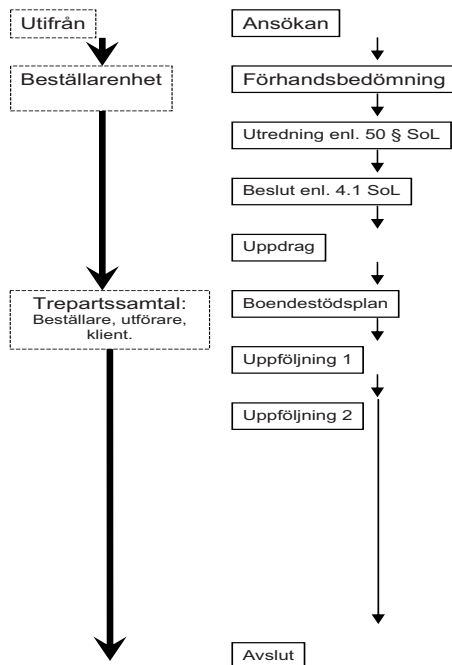 Utifrån
Ansökan
Beställarenhet
Förhandsbedömning
Utredning enl. 50 § SoL
Beslut enl. 4.1 SoL
Uppdrag
Trepartssamtal:
Beställare, utförare,
klient.
Boendestödsplan
Uppföljning 1
Uppföljning 2
Avslut